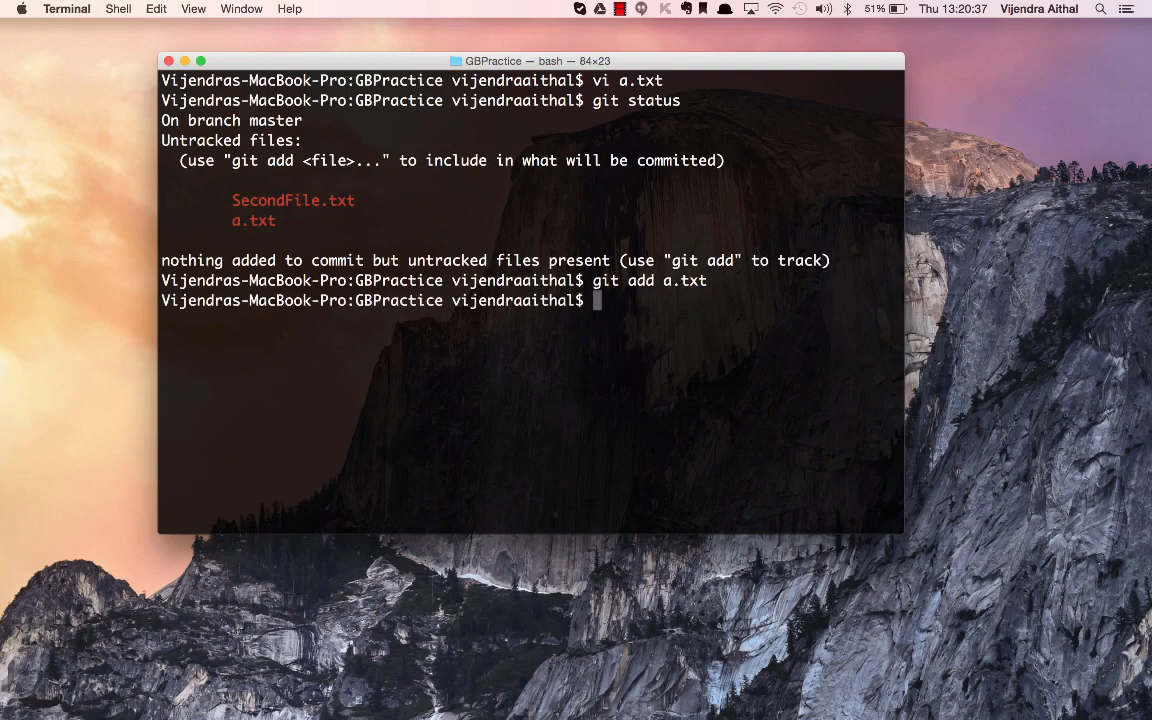 Terminal Shell Edit View Window Help 51% Thu 13:20:37 Vijendra Aithal
GBPractice — bash — 84×23
Vijendras-MacBook-Pro:GBPractice vijendraaithal$ vi a.txt
Vijendras-MacBook-Pro:GBPractice vijendraaithal$ git status
On branch master
Untracked files:
  (use "git add <file>..." to include in what will be committed)
SecondFile.txt
a.txt
nothing added to commit but untracked files present (use "git add" to track)
Vijendras-MacBook-Pro:GBPractice vijendraaithal$ git add a.txt
Vijendras-MacBook-Pro:GBPractice vijendraaithal$